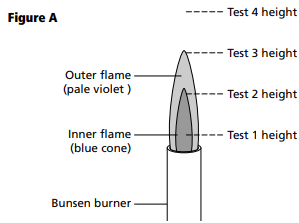 Figure A
Test 4 height
Test 3 height
Outer flame
(pale violet )
Test 2 height
Inner flame
(blue cone)
Test 1 height
Bunsen burner